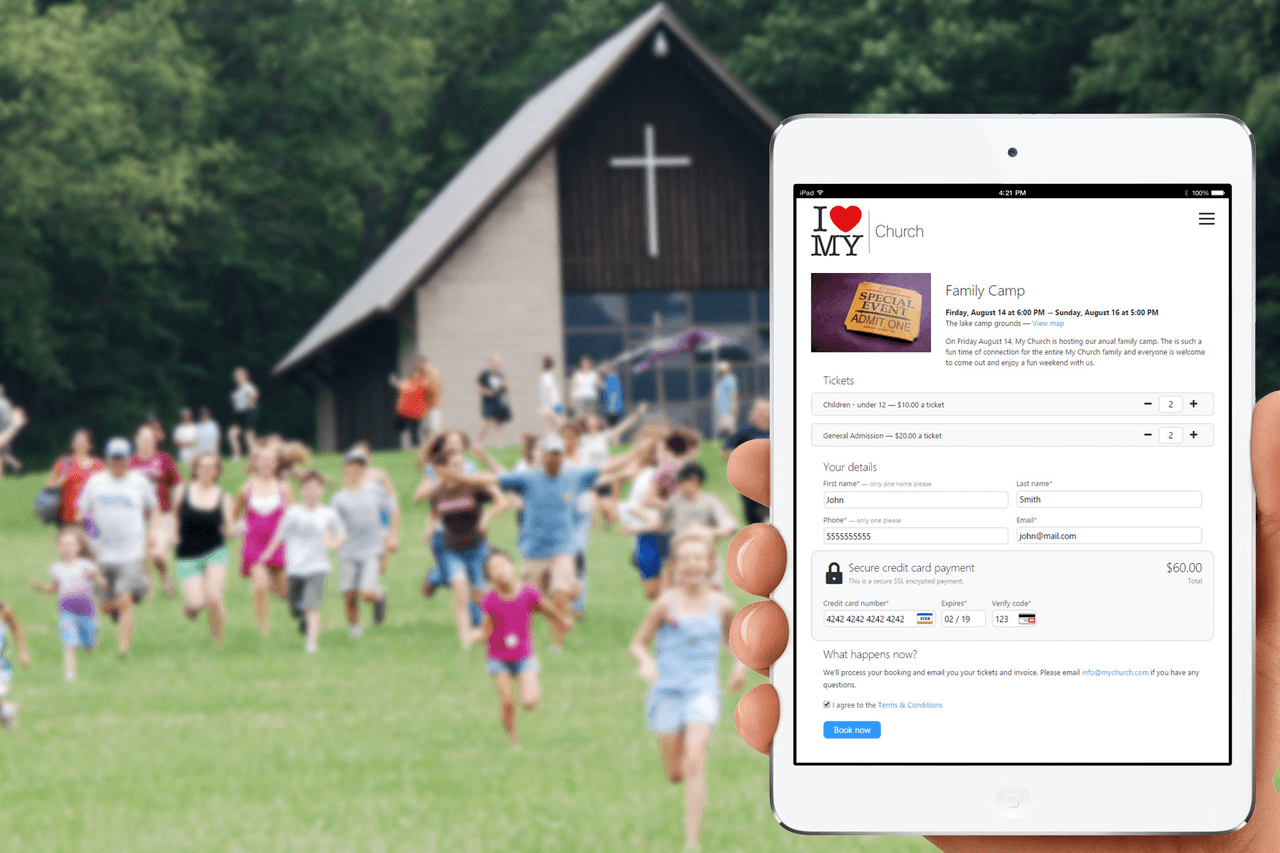 iPad 4:21 PM 100%
I
MY Church
SPECIAL
EVENT
ADMIT ONE
Family Camp
Firday, August 14 at 6:00 PM — Sunday, August 16 at 5:00 PM
The lake camp grounds — View map
On Friday August 14, My Church is hosting our anual family camp. The is such a
fun time of connection for the entire My Church family and everyone is welcome
to come out and enjoy a fun weekend with us.
Tickets
Children - under 12 — $10.00 a ticket − 2 +
General Admission — $20.00 a ticket − 2 +
Your details
First name* — only one name please Last name*
John Smith
Phone* — only one please Email*
5555555555 john@mail.com
Secure credit card payment $60.00
This is a secure SSL encrypted payment. Total
Credit card number* Expires* Verify code*
4242 4242 4242 4242 VISA 02 / 19 123
What happens now?
We'll process your booking and email you your tickets and invoice. Please email info@mychurch.com if you have any
questions.
I agree to the Terms & Conditions
Book now